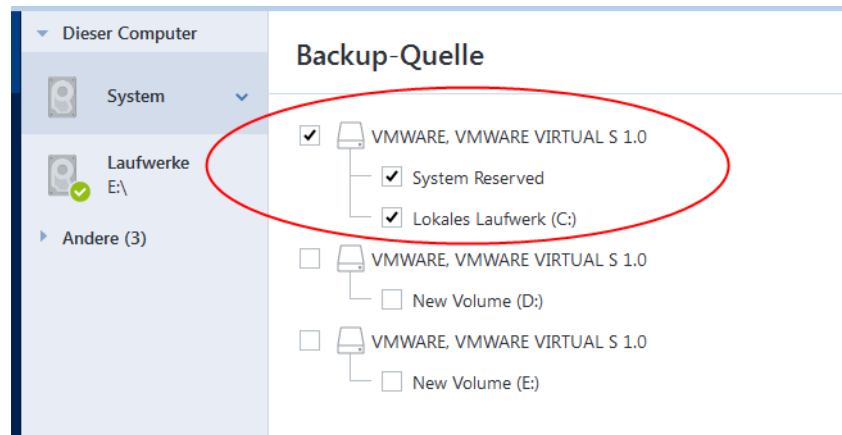 Dieser Computer
System
Laufwerke
E:\
Andere (3)
Backup-Quelle
VMWARE, VMWARE VIRTUAL S 1.0
System Reserved
Lokales Laufwerk (C:)
VMWARE, VMWARE VIRTUAL S 1.0
New Volume (D:)
VMWARE, VMWARE VIRTUAL S 1.0
New Volume (E:)